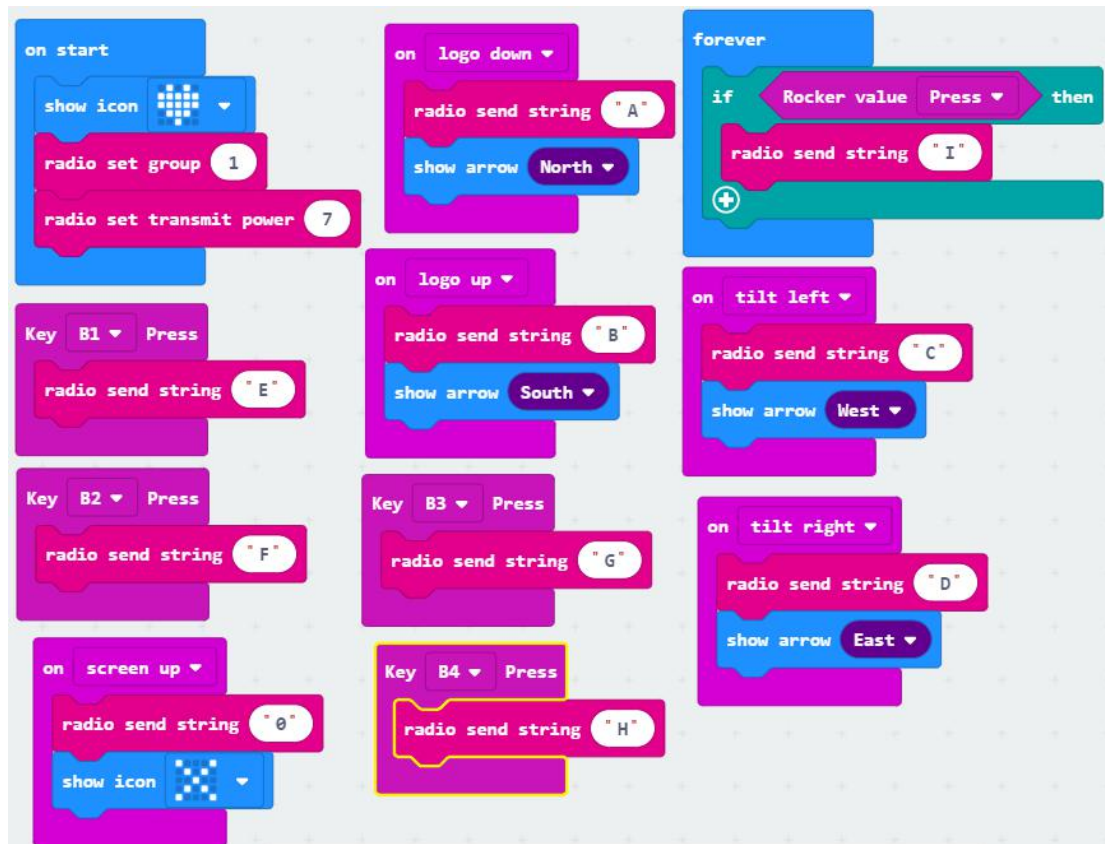 on start
show icon
radio set group 1
radio set transmit power 7
Key B1 Press
radio send string "E"
Key B2 Press
radio send string "F"
on screen up
radio send string "0"
show icon
on logo down
radio send string "A"
show arrow North
on logo up
radio send string "B"
show arrow South
Key B3 Press
radio send string "G"
Key B4 Press
radio send string "H"
forever
if Rocker value Press then
radio send string "I"
on tilt left
radio send string "C"
show arrow West
on tilt right
radio send string "D"
show arrow East